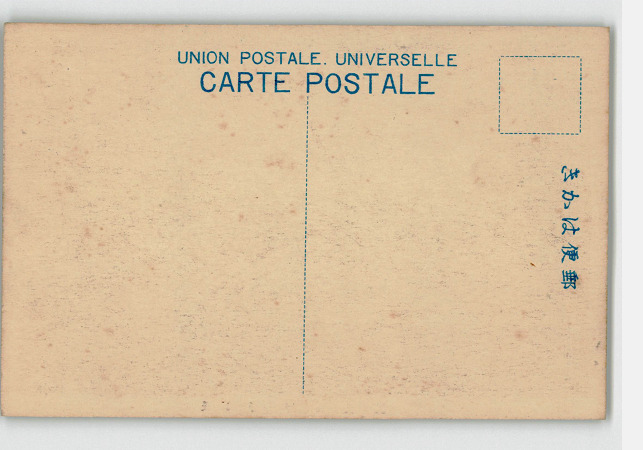 UNION POSTALE. UNIVERSELLE
CARTE POSTALE
きかは便郵